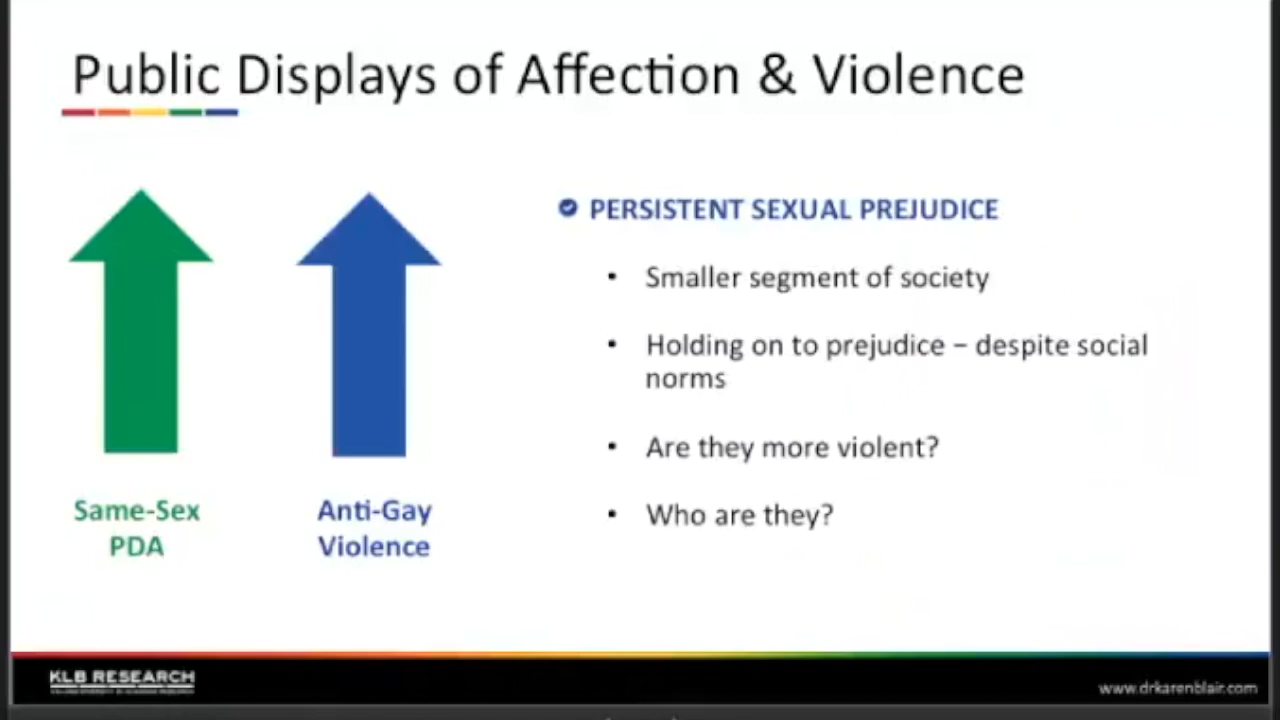 Public Displays of Affection & Violence
PERSISTENT SEXUAL PREJUDICE
• Smaller segment of society
• Holding on to prejudice – despite social
norms
• Are they more violent?
• Who are they?
Same-Sex
PDA
Anti-Gay
Violence
KLB RESEARCH
www.drkarenblair.com